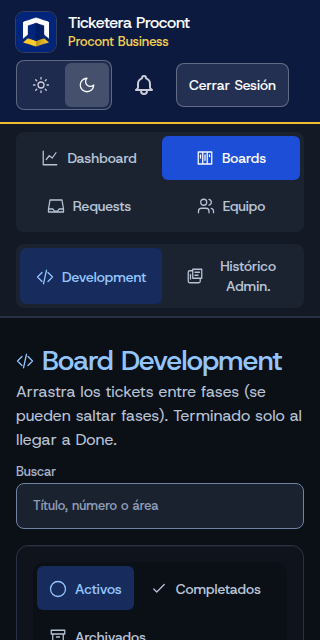 Ticketera Procont
Procont Business
Cerrar Sesión
Dashboard
Boards
Requests
Equipo
Development
Histórico
Admin.
Board Development
Arrastra los tickets entre fases (se
pueden saltar fases). Terminado solo al
llegar a Done.
Buscar
Título, número o área
Activos
Completados
Archivados